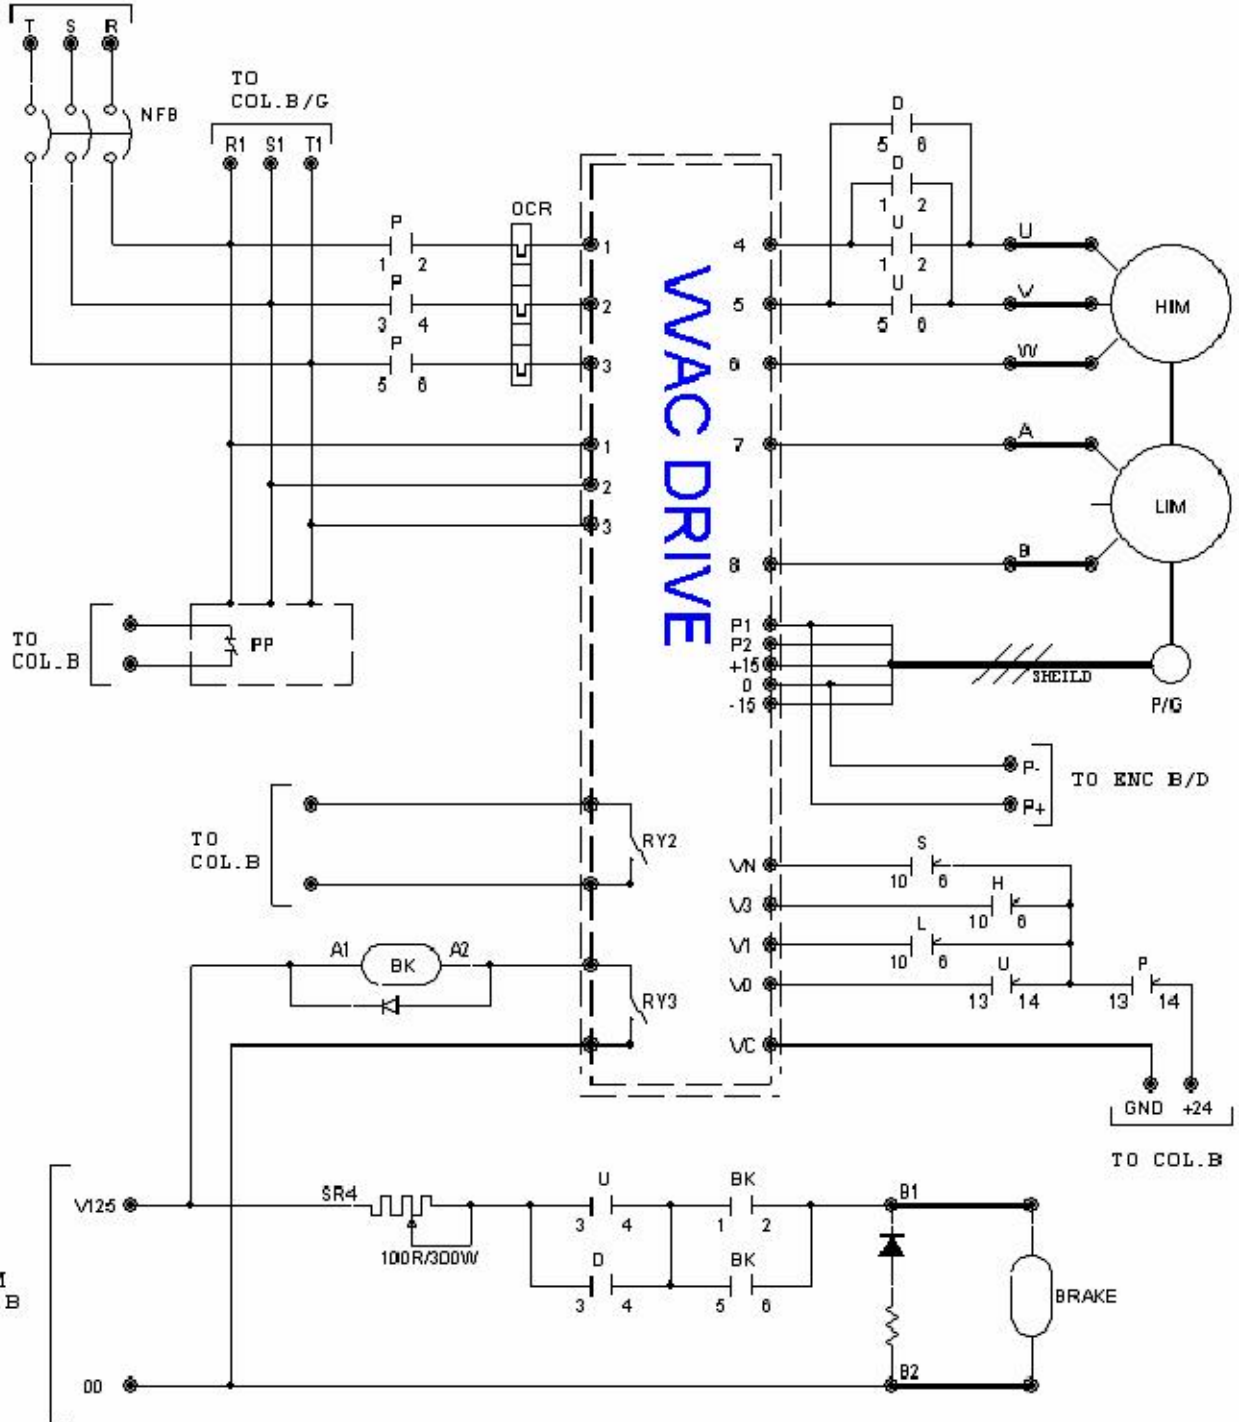 T S R
NFB
TO
COL.B/G
R1 S1 T1
P
1 2
P
3 4
P
5 6
OCR
1
2
3
1
2
3
VVAC DRIVE
4
5
6
7
8
P1
P2
+15
0
-15
D
5 6
D
1 2
U
1 2
U
5 6
U
V
W
HIM
A
B
LIM
SHEILD
P/G
P-
P+
TO ENC B/D
TO
COL.B
PP
TO
COL.B
RY2
A1 BK A2
RY3
VN
V3
V1
V0
VC
S
10 6
H
10 6
L
10 6
U
13 14
P
13 14
GND +24
TO COL.B
V125
SR4
100R/300W
U
3 4
D
3 4
BK
1 2
BK
5 6
B1
BRAKE
B2
M
B
00